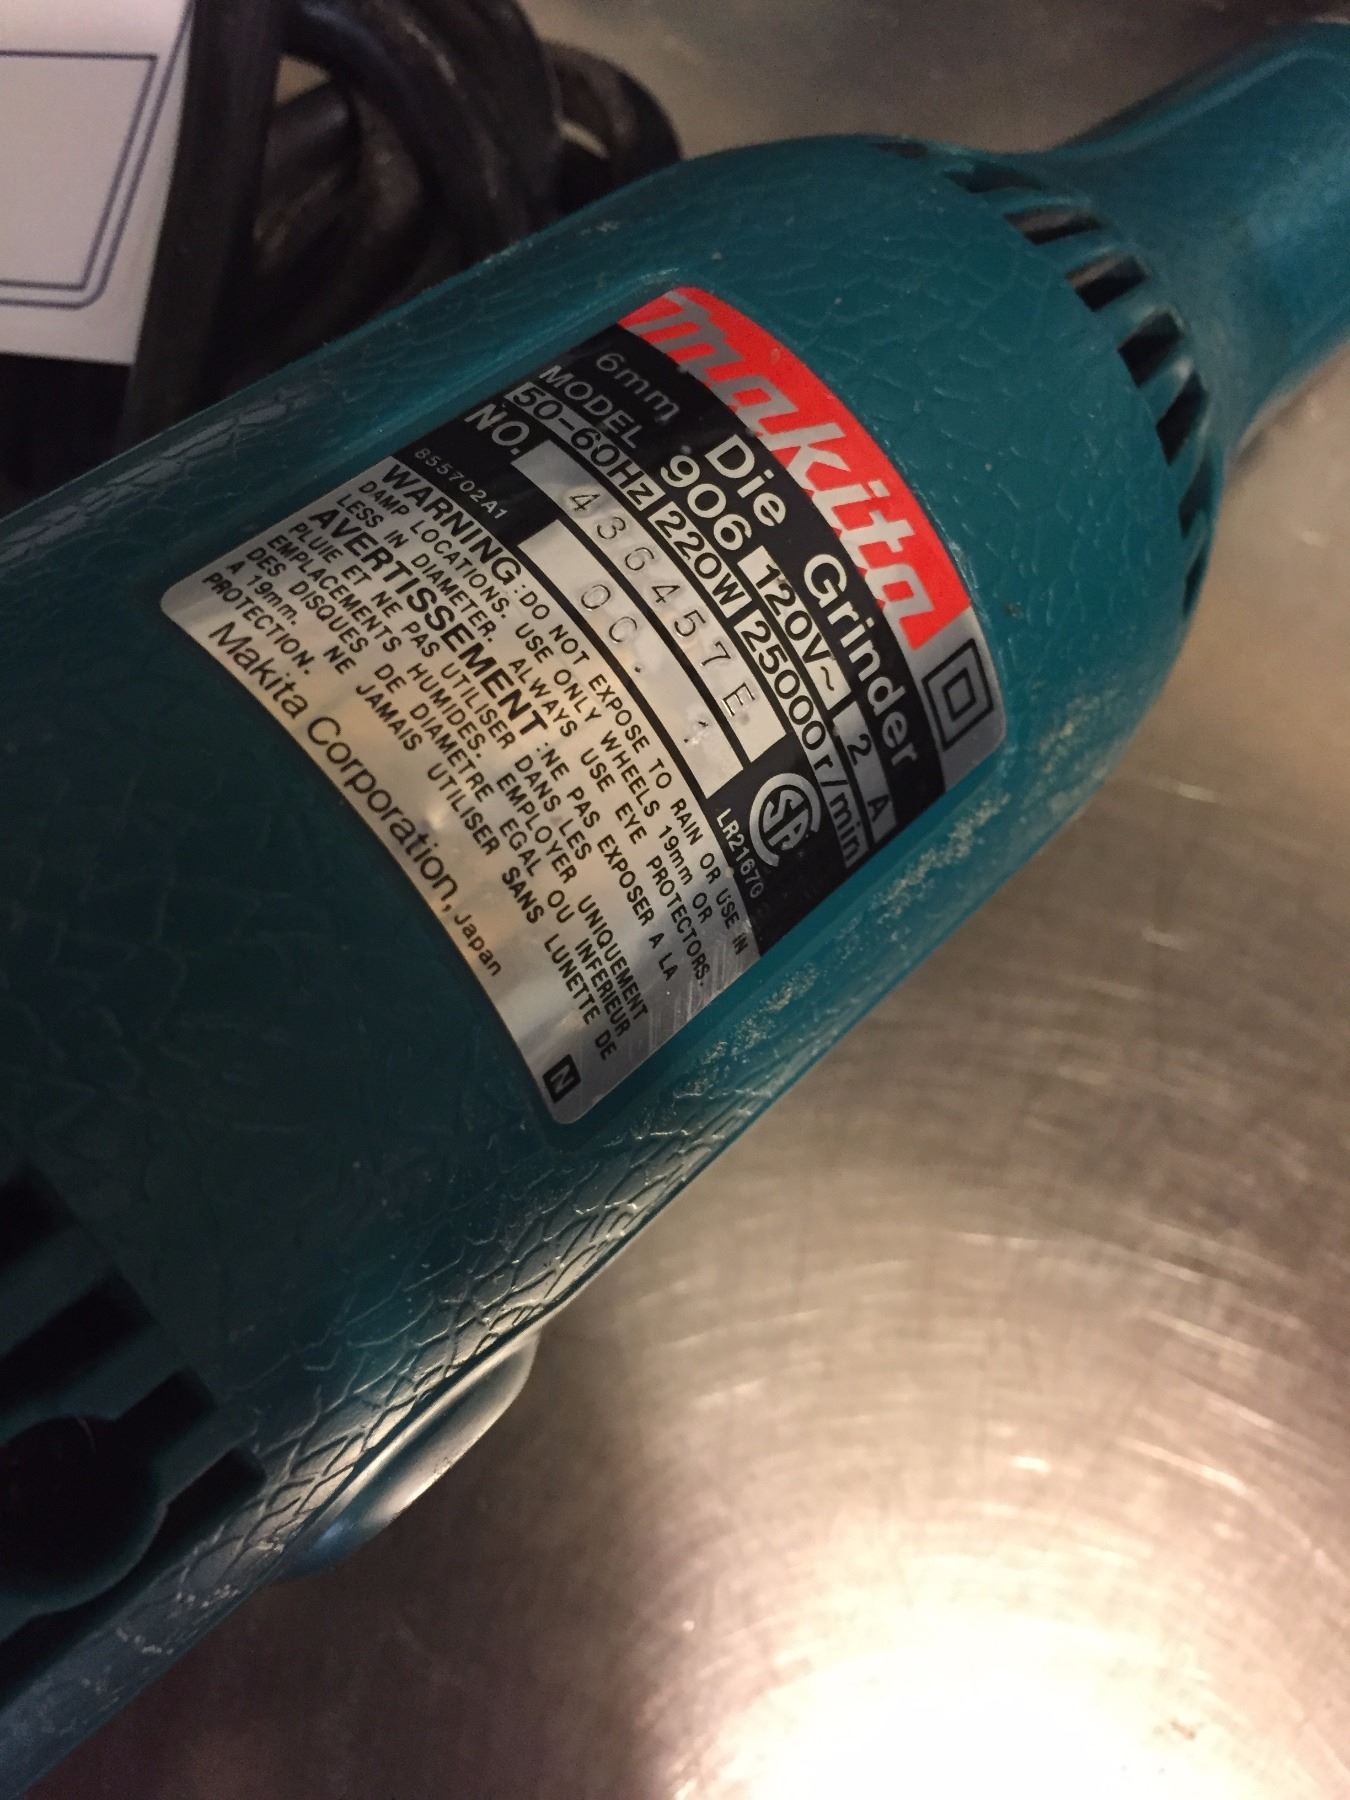 makita
6mm Die Grinder
MODEL 906 120V~ 2 A
50-60Hz 220W 25000r/min
NO. 436457E
0C.
855702A1
LR21670
WARNING: DO NOT EXPOSE TO RAIN OR USE IN
DAMP LOCATIONS. USE ONLY WHEELS 19mm OR
LESS IN DIAMETER. ALWAYS USE EYE PROTECTORS.
AVERTISSEMENT: NE PAS EXPOSER A LA
PLUIE ET NE PAS UTILISER DANS LES
EMPLACEMENTS HUMIDES. EMPLOYER UNIQUEMENT
DES DISQUES DE DIAMETRE EGAL OU INFERIEUR
A 19mm. NE JAMAIS UTILISER SANS LUNETTE DE
PROTECTION.
Makita Corporation, Japan
N